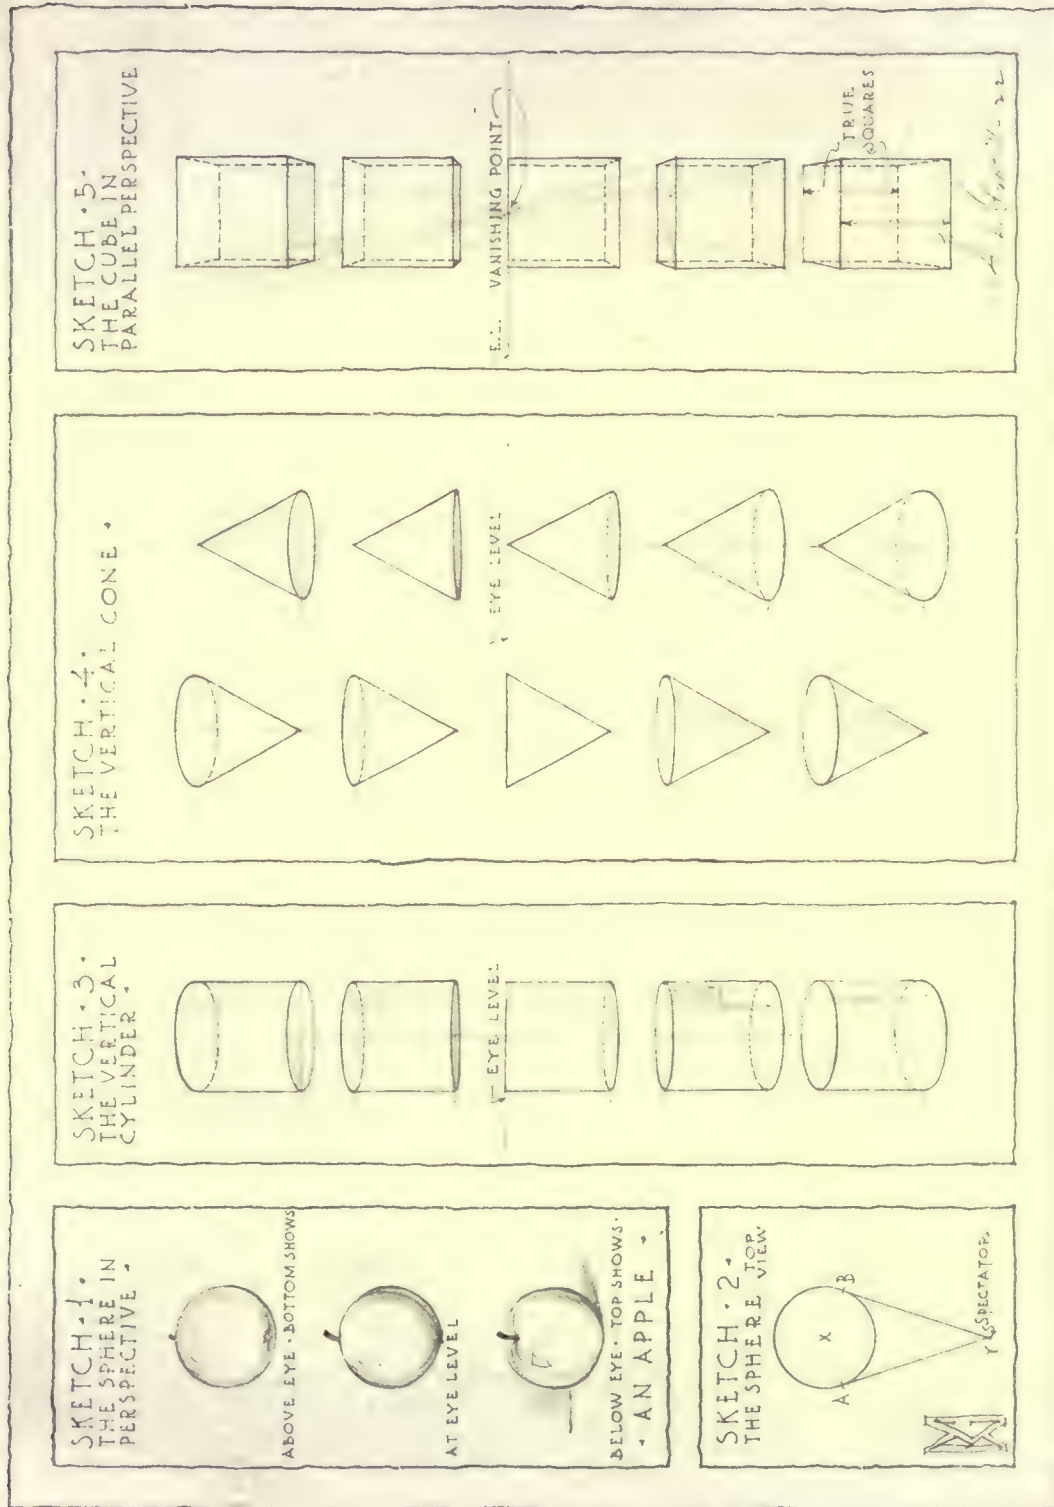 SKETCH · 1 ·
THE SPHERE IN
PERSPECTIVE ·
ABOVE EYE · BOTTOM SHOWS
AT EYE LEVEL
BELOW EYE · TOP SHOWS ·
· AN APPLE ·
SKETCH · 2 ·
THE SPHERE TOP
VIEW
X
A
B
Y
SPECTATOR
SKETCH · 3 ·
THE VERTICAL
CYLINDER ·
EYE LEVEL
SKETCH · 4 ·
THE VERTICAL CONE ·
EYE LEVEL
SKETCH · 5 ·
THE CUBE IN
PARALLEL PERSPECTIVE
E.L. VANISHING POINT
TRUE
SQUARES